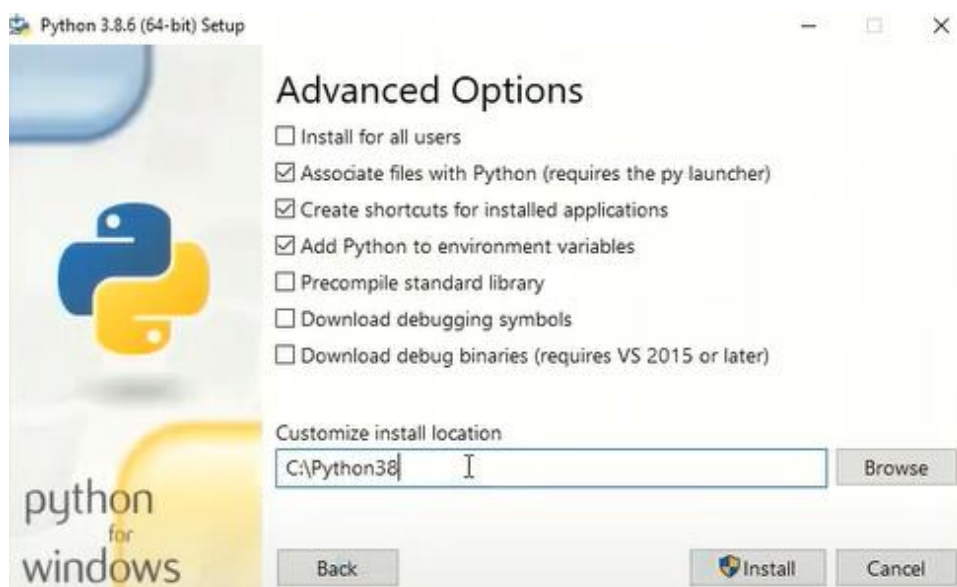 Python 3.8.6 (64-bit) Setup
Advanced Options
Install for all users
Associate files with Python (requires the py launcher)
Create shortcuts for installed applications
Add Python to environment variables
Precompile standard library
Download debugging symbols
Download debug binaries (requires VS 2015 or later)
Customize install location
C:\Python38
Browse
python
for
windows
Back
Install
Cancel